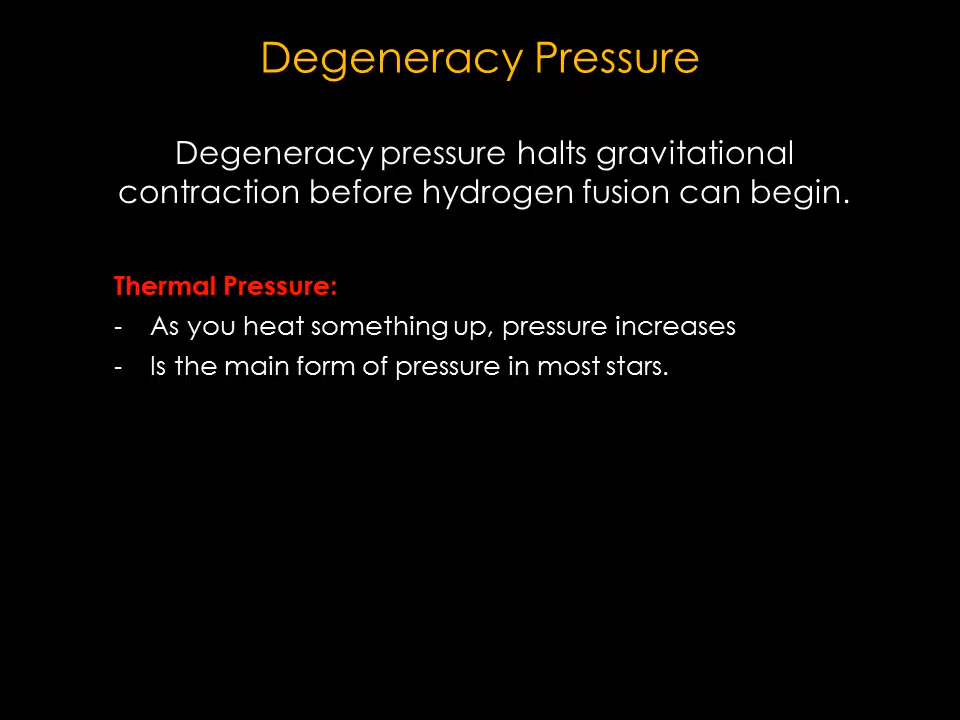 Degeneracy Pressure
Degeneracy pressure halts gravitational
contraction before hydrogen fusion can begin.
Thermal Pressure:
- As you heat something up, pressure increases
- Is the main form of pressure in most stars.